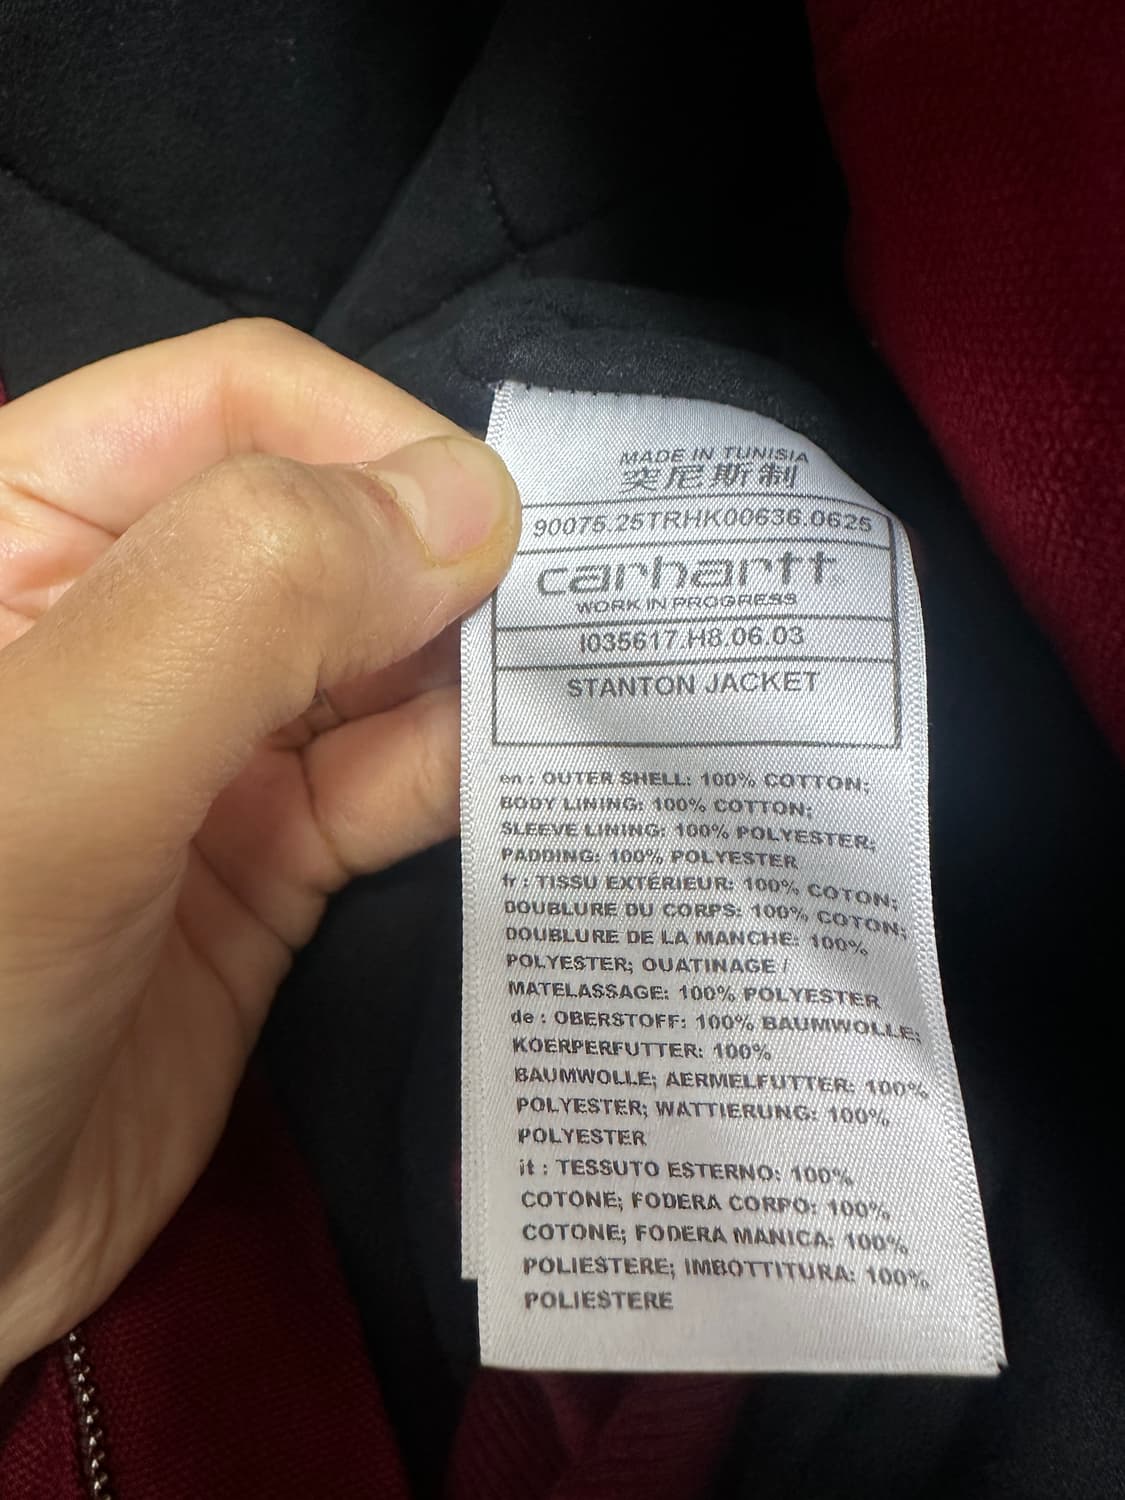 MADE IN TUNISIA
突尼斯制
90075.25TRHK00636.0625
carhartt
WORK IN PROGRESS
I035617.H8.06.03
STANTON JACKET
en : OUTER SHELL: 100% COTTON;
BODY LINING: 100% COTTON;
SLEEVE LINING: 100% POLYESTER;
PADDING: 100% POLYESTER
fr : TISSU EXTÉRIEUR: 100% COTON;
DOUBLURE DU CORPS: 100% COTON;
DOUBLURE DE LA MANCHE: 100%
POLYESTER; OUATINAGE /
MATELASSAGE: 100% POLYESTER
de : OBERSTOFF: 100% BAUMWOLLE;
KOERPERFUTTER: 100%
BAUMWOLLE; AERMELFUTTER: 100%
POLYESTER; WATTIERUNG: 100%
POLYESTER
it : TESSUTO ESTERNO: 100%
COTONE; FODERA CORPO: 100%
COTONE; FODERA MANICA: 100%
POLIESTERE; IMBOTTITURA: 100%
POLIESTERE